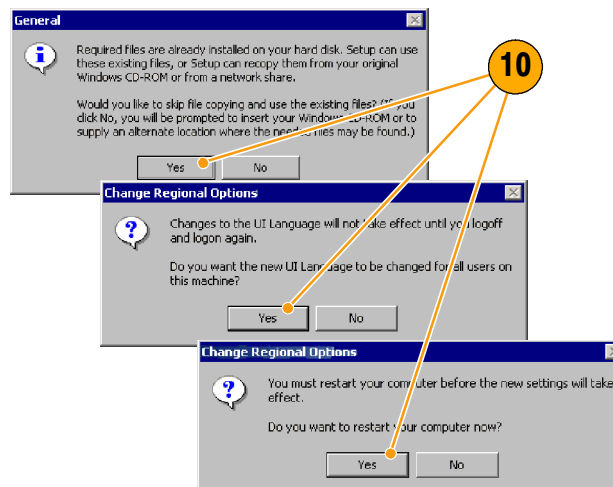 General
Required files are already installed on your hard disk. Setup can use
these existing files, or Setup can recopy them from your original
Windows CD-ROM or from a network share.
Would you like to skip file copying and use the existing files? (If you
click No, you will be prompted to insert your Windows CD-ROM or to
supply an alternate location where the needed files may be found.)
Yes No
10
Change Regional Options
Changes to the UI Language will not take effect until you logoff
and logon again.
Do you want the new UI Language to be changed for all users on
this machine?
Yes No
Change Regional Options
You must restart your computer before the new settings will take
effect.
Do you want to restart your computer now?
Yes No